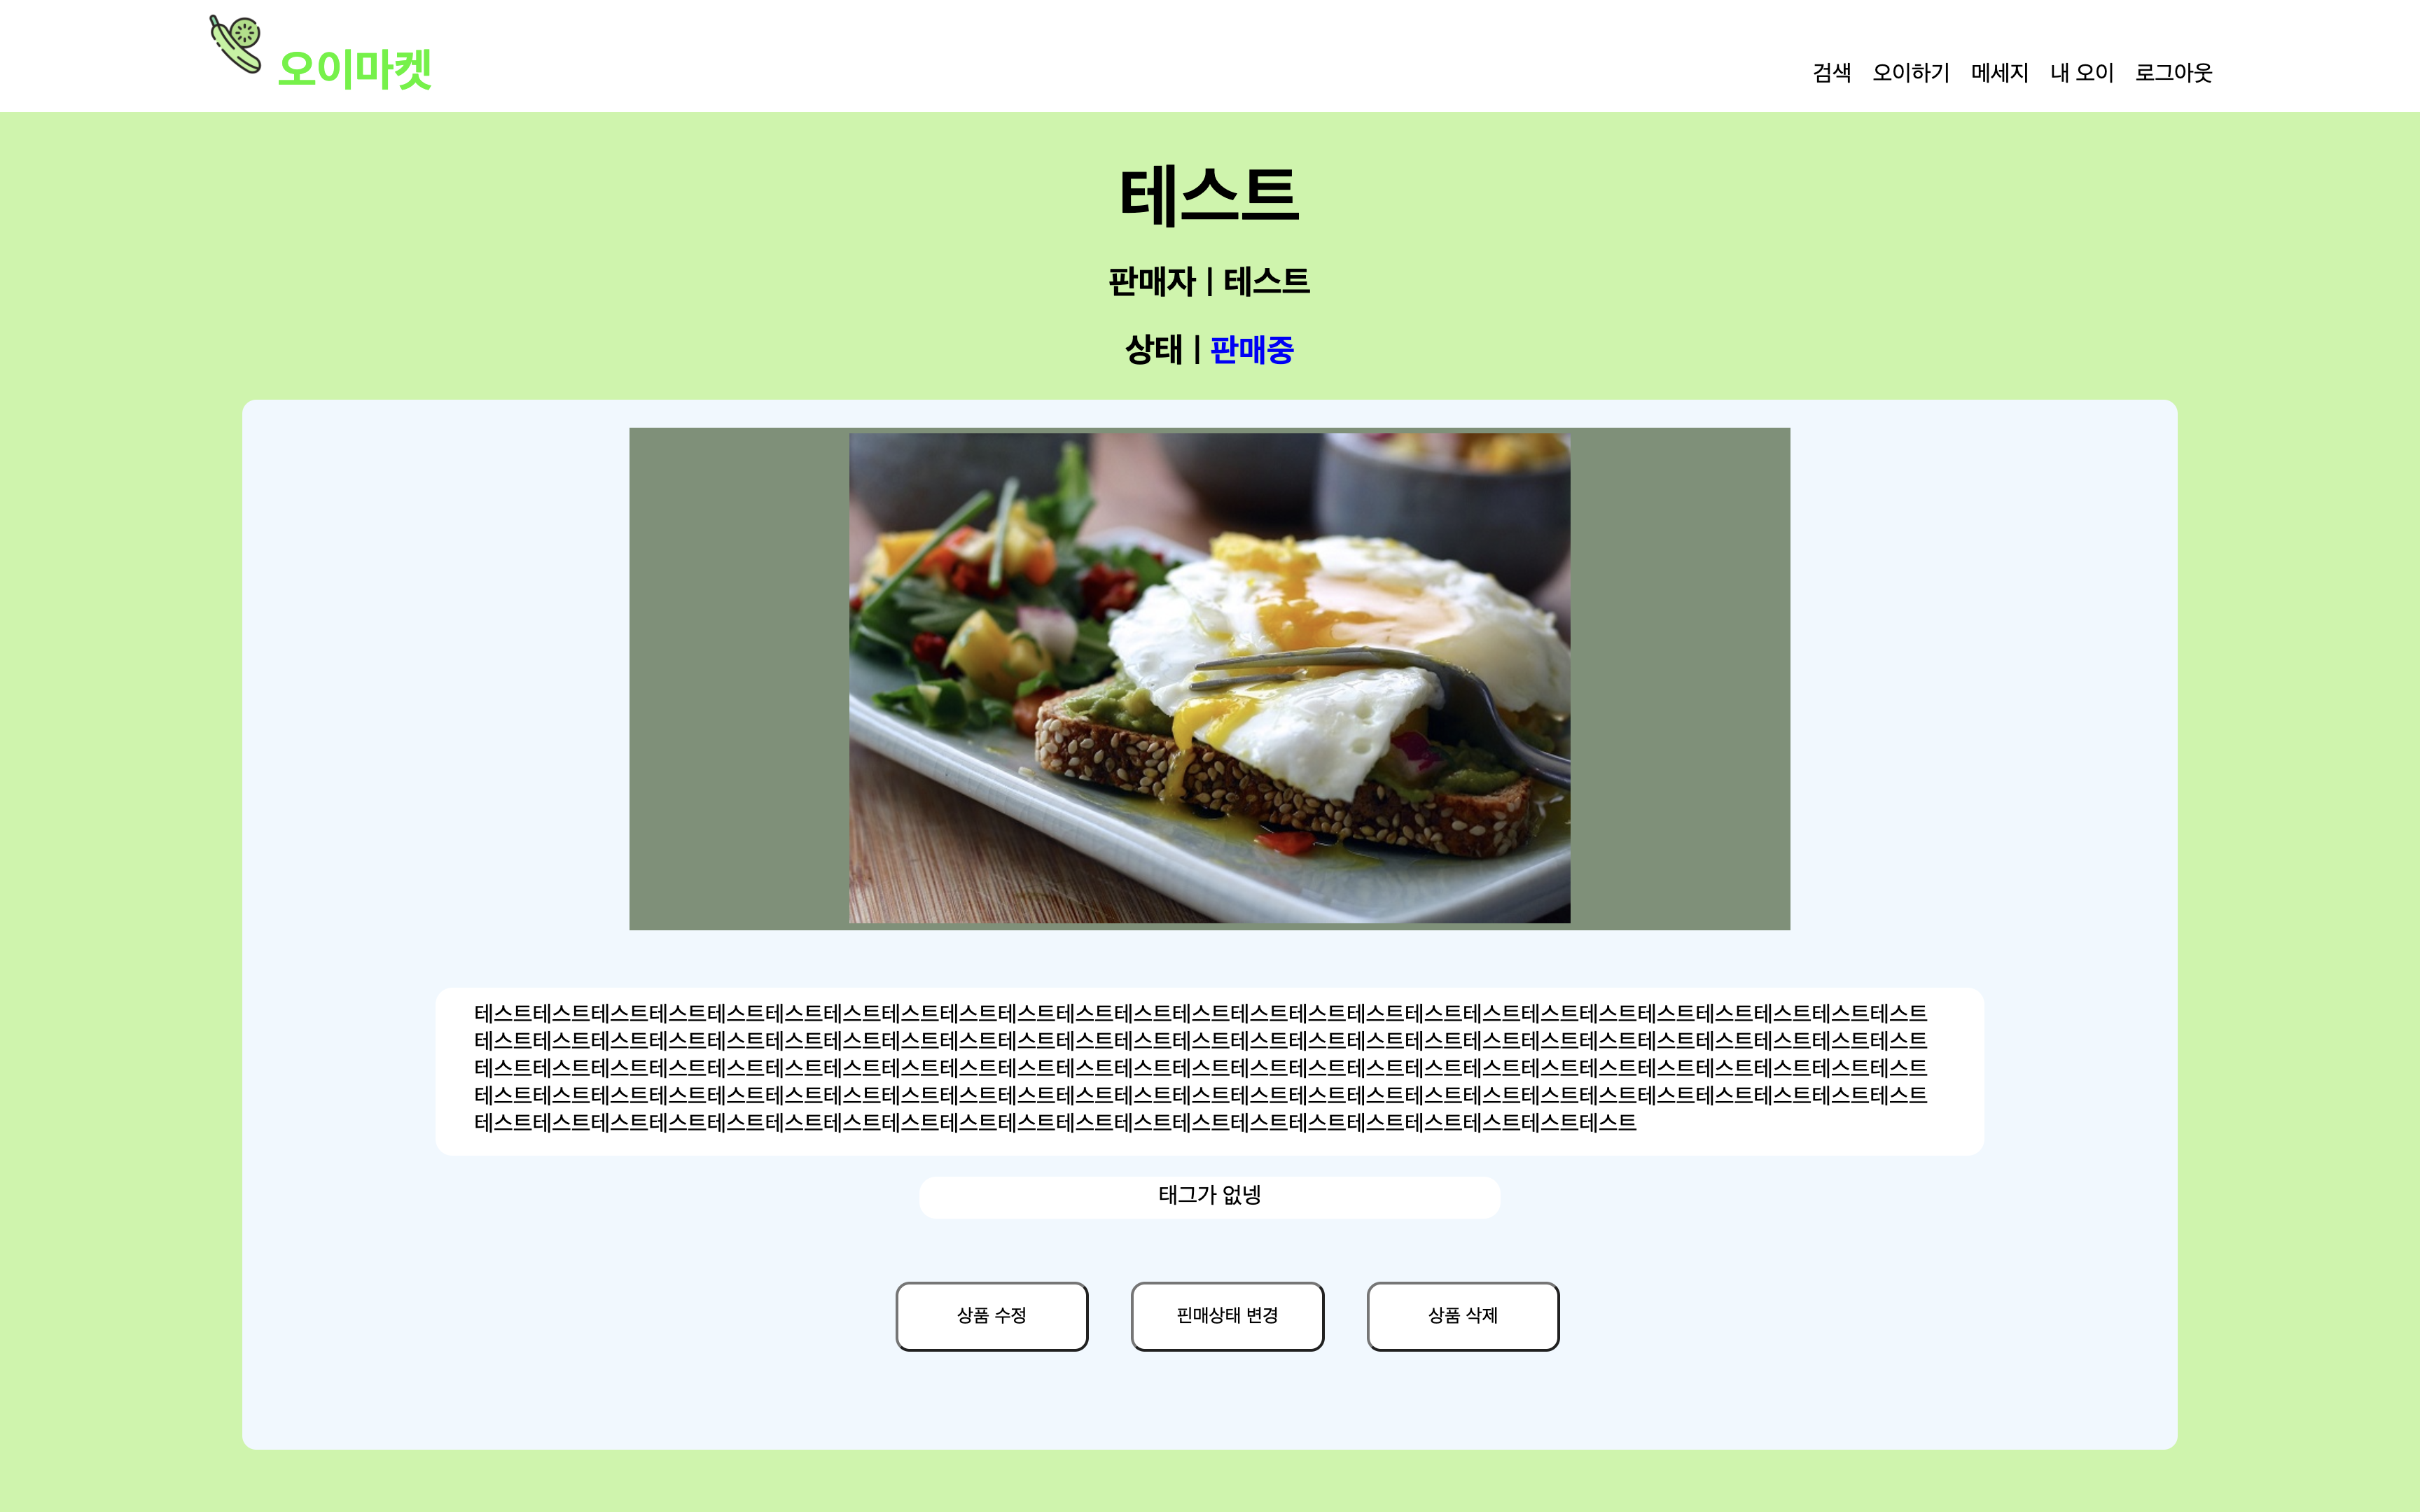 오이마켓
검색 오이하기 메세지 내 오이 로그아웃
테스트
판매자 | 테스트
상태 | 판매중
테스트테스트테스트테스트테스트테스트테스트테스트테스트테스트테스트테스트테스트테스트테스트테스트테스트테스트테스트테스트테스트테스트테스트테스트테스트
테스트테스트테스트테스트테스트테스트테스트테스트테스트테스트테스트테스트테스트테스트테스트테스트테스트테스트테스트테스트테스트테스트테스트테스트테스트
테스트테스트테스트테스트테스트테스트테스트테스트테스트테스트테스트테스트테스트테스트테스트테스트테스트테스트테스트테스트테스트테스트테스트테스트테스트
테스트테스트테스트테스트테스트테스트테스트테스트테스트테스트테스트테스트테스트테스트테스트테스트테스트테스트테스트테스트테스트테스트테스트테스트테스트
테스트테스트테스트테스트테스트테스트테스트테스트테스트테스트테스트테스트테스트테스트테스트테스트테스트테스트테스트테스트
태그가 없넹
상품 수정
핀매상태 변경
상품 삭제